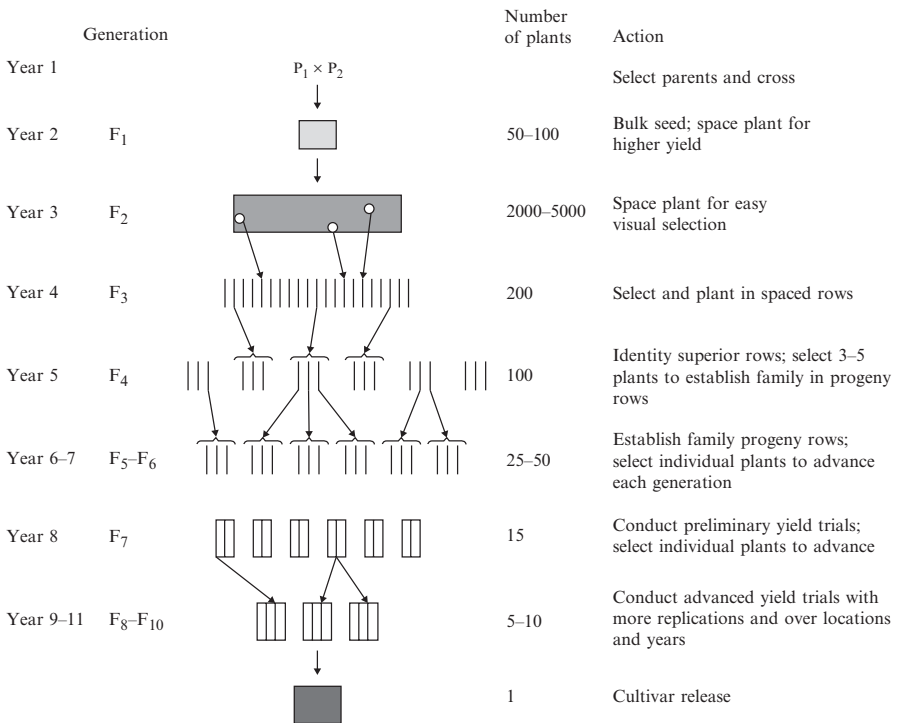 Generation
Number
of plants
Action
Year 1
P1 × P2
Select parents and cross
Year 2
F1
50–100
Bulk seed; space plant for
higher yield
Year 3
F2
2000–5000
Space plant for easy
visual selection
Year 4
F3
200
Select and plant in spaced rows
Year 5
F4
100
Identity superior rows; select 3–5
plants to establish family in progeny
rows
Year 6–7
F5–F6
25–50
Establish family progeny rows;
select individual plants to advance
each generation
Year 8
F7
15
Conduct preliminary yield trials;
select individual plants to advance
Year 9–11
F8–F10
5–10
Conduct advanced yield trials with
more replications and over locations
and years
1
Cultivar release